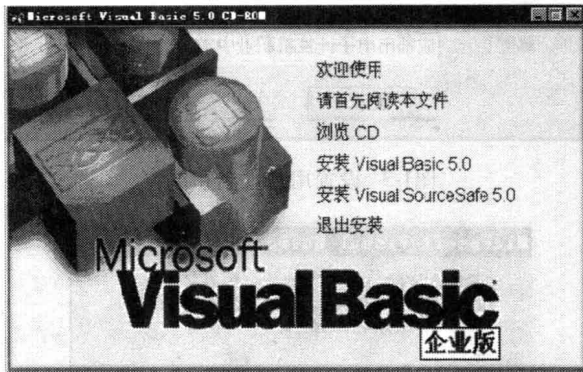 Microsoft Visual Basic 5.0 CD-RO
欢迎使用
请首先阅读本文件
浏览 CD
安装 Visual Basic 5.0
安装 Visual SourceSafe 5.0
退出安装
Microsoft
Visual Basic
企业版